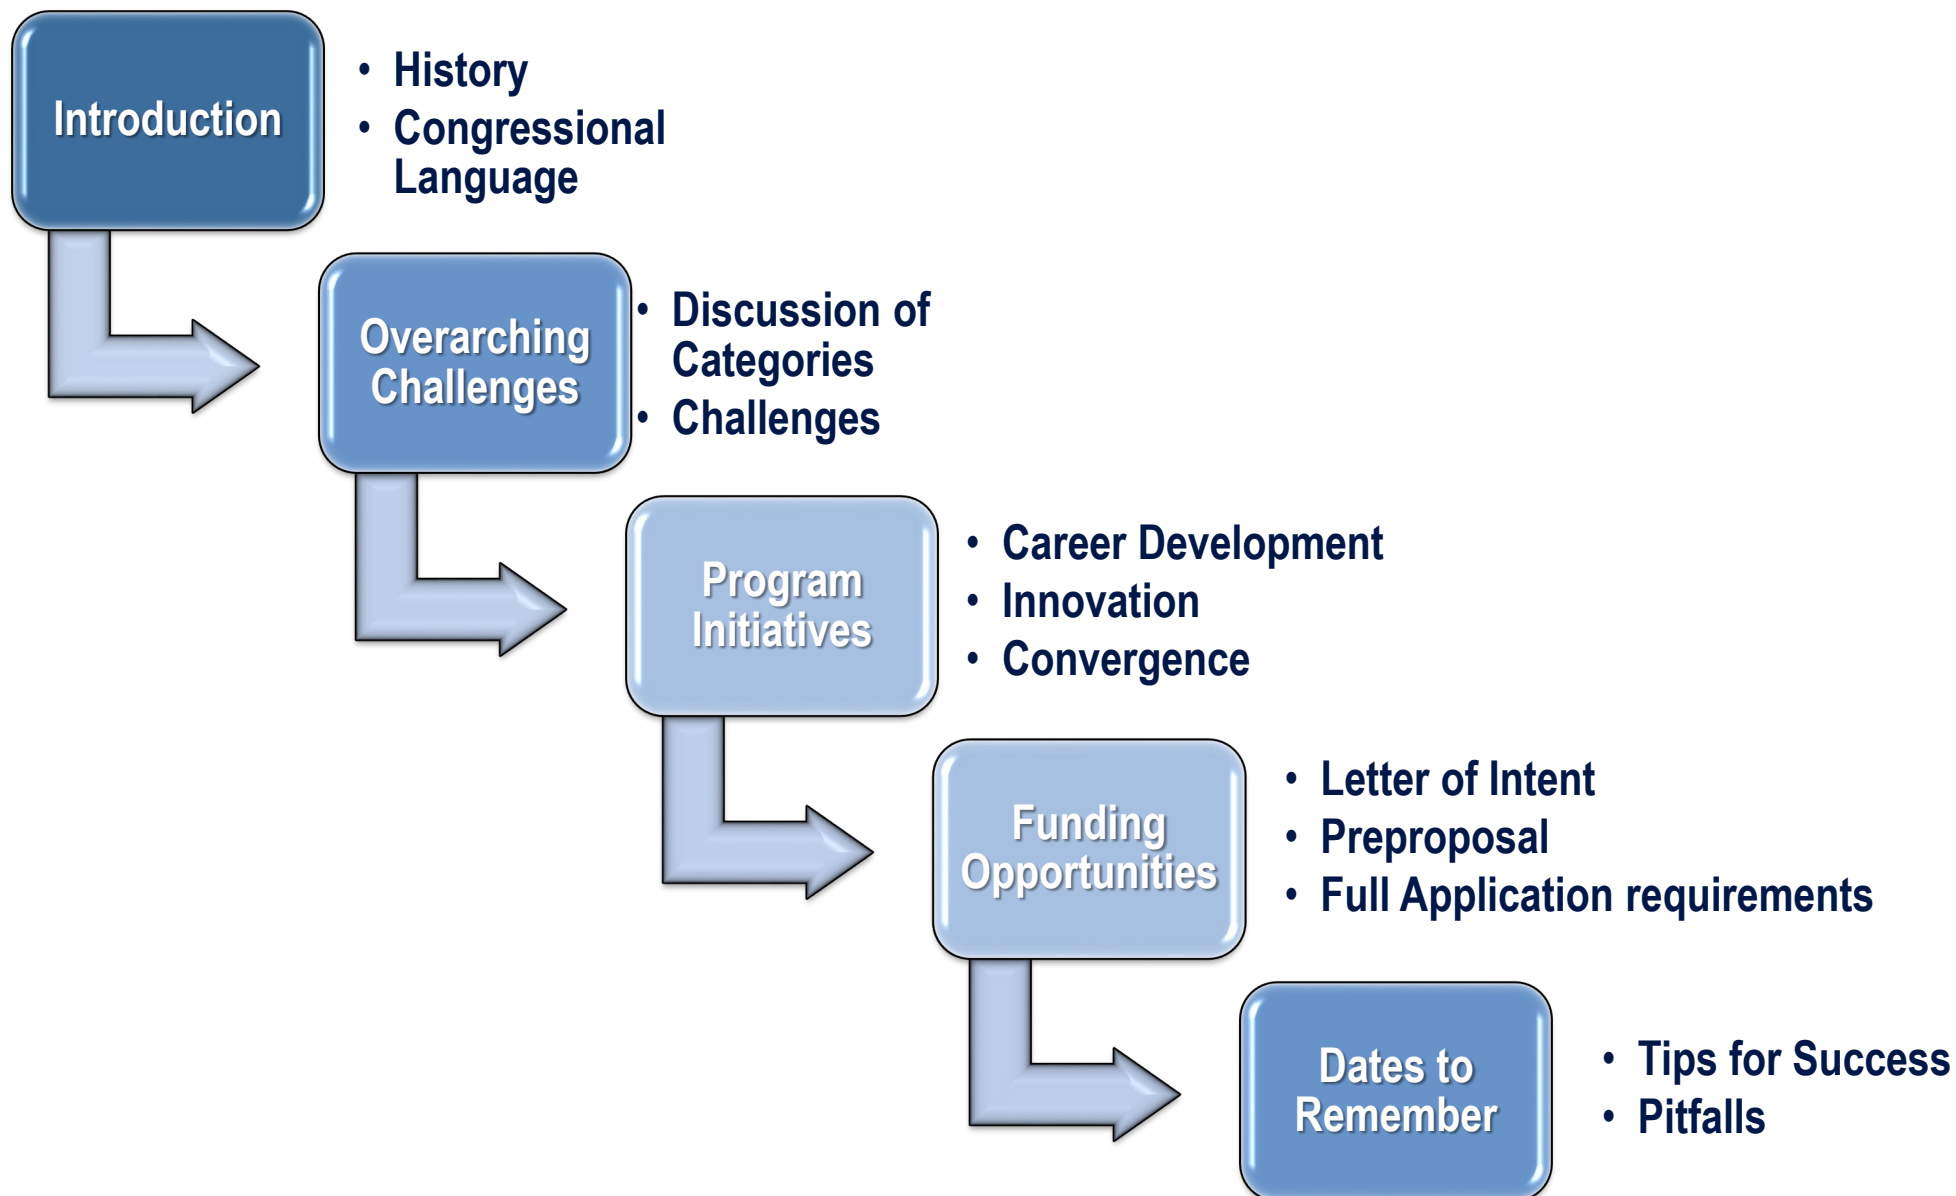 Introduction
• History
• Congressional
Language
Overarching
Challenges
• Discussion of
Categories
• Challenges
Program
Initiatives
• Career Development
• Innovation
• Convergence
Funding
Opportunities
• Letter of Intent
• Preproposal
• Full Application requirements
Dates to
Remember
• Tips for Success
• Pitfalls